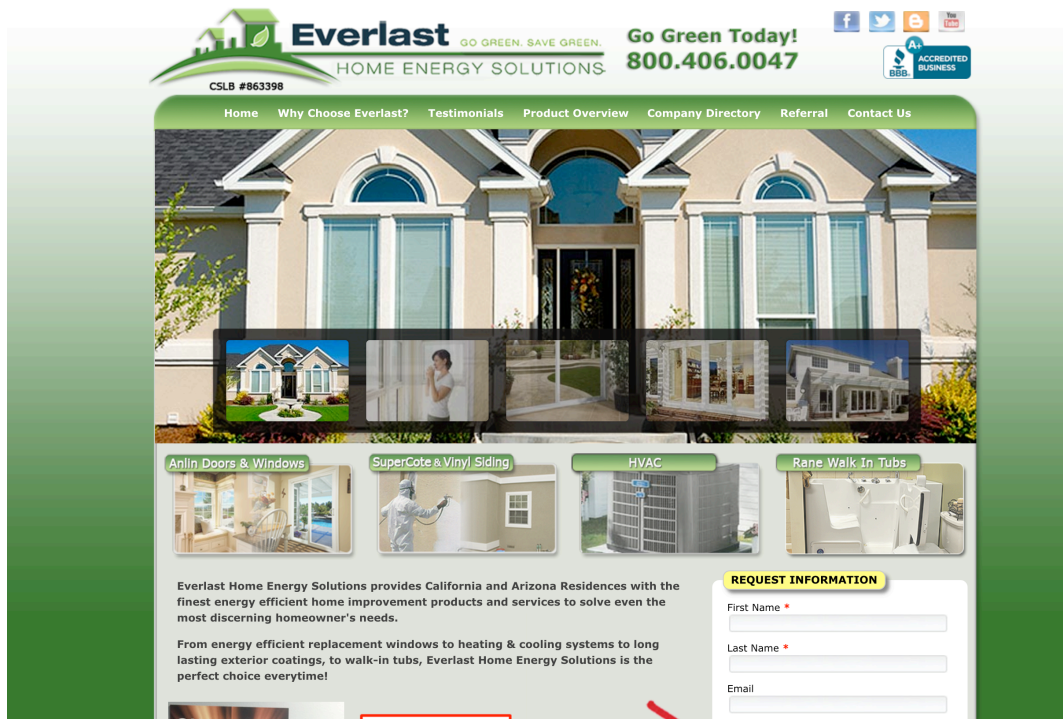 Everlast GO GREEN. SAVE GREEN.
HOME ENERGY SOLUTIONS
CSLB #863398
Go Green Today!
800.406.0047
f
B
You
Tube
A+
BBB
ACCREDITED
BUSINESS
Home Why Choose Everlast? Testimonials Product Overview Company Directory Referral Contact Us
Anlin Doors & Windows
SuperCote & Vinyl Siding
HVAC
Rane Walk In Tubs
Everlast Home Energy Solutions provides California and Arizona Residences with the
finest energy efficient home improvement products and services to solve even the
most discerning homeowner's needs.
From energy efficient replacement windows to heating & cooling systems to long
lasting exterior coatings, to walk-in tubs, Everlast Home Energy Solutions is the
perfect choice everytime!
REQUEST INFORMATION
First Name *
Last Name *
Email